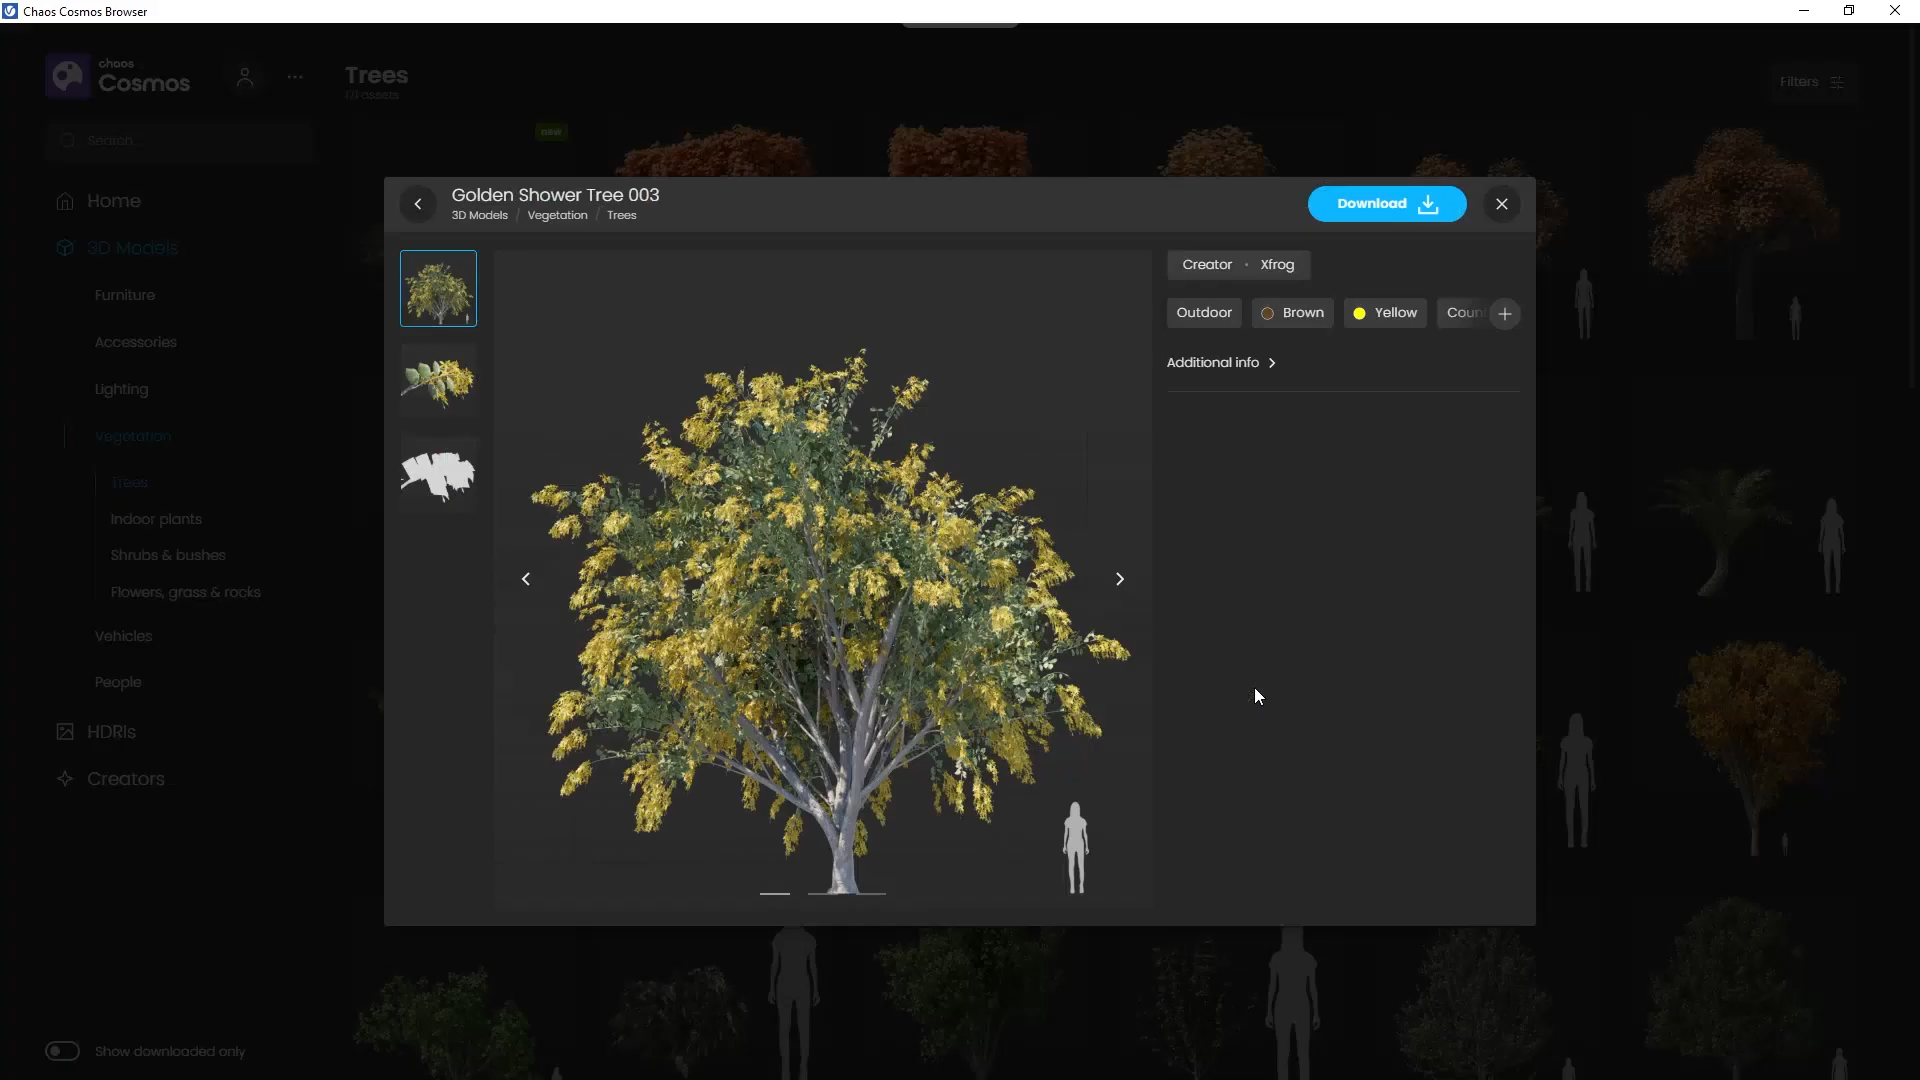 Chaos Cosmos Browser
chaos
Cosmos
Trees
Filters
Search...
new
Home
3D Models
Furniture
Accessories
Lighting
Vegetation
Trees
Indoor plants
Shrubs & bushes
Flowers, grass & rocks
Vehicles
People
HDRIs
Creators
Show downloaded only
Golden Shower Tree 003
3D Models / Vegetation / Trees
Download
Creator • Xfrog
Outdoor Brown Yellow
Additional info